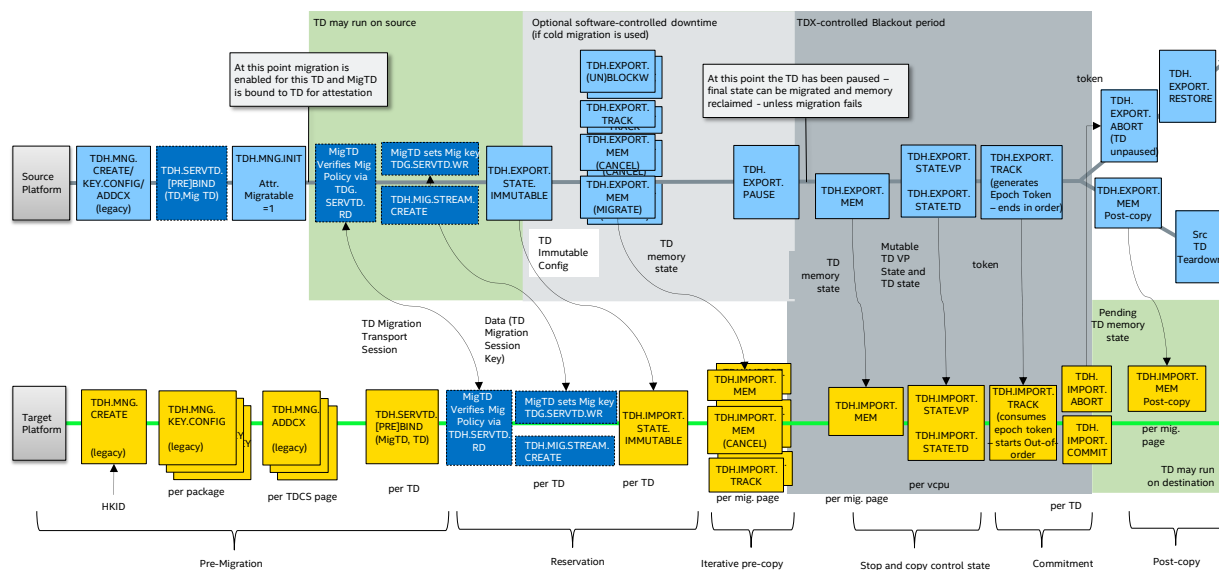 TD may run on source
Optional software-controlled downtime
(if cold migration is used)
TDX-controlled Blackout period
At this point migration is
enabled for this TD and MigTD
is bound to TD for attestation
TDH.EXPORT.
(UN)BLOCKW
TDH.EXPORT.
TRACK
TDH.EXPORT.
MEM
(CANCEL)
TDH.EXPORT.
MEM
(MIGRATE)
At this point the TD has been paused –
final state can be migrated and memory
reclaimed - unless migration fails
token
TDH.
EXPORT.
ABORT
(TD
unpaused)
TDH.
EXPORT.
RESTORE
Source
Platform
TDH.MNG.
CREATE/
KEY.CONFIG/
ADDCX
(legacy)
TDH.SERVTD.
[PRE]BIND
(TD,Mig TD)
TDH.MNG.INIT
Attr.
Migratable
=1
MigTD
Verifies Mig
Policy via
TDG.
SERVTD.
RD
MigTD sets Mig key
TDG.SERVTD.WR
TDH.MIG.STREAM.
CREATE
TDH.EXPORT.
STATE.
IMMUTABLE
TDH.
EXPORT.
PAUSE
TDH.EXPORT.
MEM
TDH.EXPORT.
STATE.VP
TDH.EXPORT.
STATE.TD
TDH.EXPORT.
TRACK
(generates
Epoch Token
– ends in order)
TDH.EXPORT.
MEM
Post-copy
Src
TD
Teardown
TD
Immutable
Config
TD
memory
state
TD
memory
state
Mutable
TD VP
State and
TD state
token
Pending
TD memory
state
TD Migration
Transport
Session
Data (TD
Migration
Session
Key)
Target
Platform
TDH.MNG.
CREATE
(legacy)
TDH.MNG.
KEY.CONFIG
(legacy)
TDH.MNG.
ADDCX
(legacy)
TDH.SERVTD.
[PRE]BIND
(MigTD, TD)
MigTD
Verifies Mig
Policy via
TDH.SERVTD.
RD
MigTD sets Mig key
TDG.SERVTD.WR
TDH.MIG.STREAM.
CREATE
TDH.IMPORT.
STATE.
IMMUTABLE
TDH.IMPORT.
MEM
TDH.IMPORT.
MEM
(CANCEL)
TDH.IMPORT.
TRACK
TDH.IMPORT.
MEM
TDH.IMPORT.
STATE.VP
TDH.IMPORT.
STATE.TD
TDH.IMPORT.
TRACK
(consumes
epoch token
– starts Out-of-
order
TDH.
IMPORT.
ABORT
TDH.
IMPORT.
COMMIT
TDH.IMPORT.
MEM
Post-copy
per mig.
page
TD may run
on destination
HKID
per package
per TDCS page
per TD
per TD
per TD
per mig. page
per mig. page
per vcpu
per TD
Pre-Migration
Reservation
Iterative pre-copy
Stop and copy control state
Commitment
Post-copy